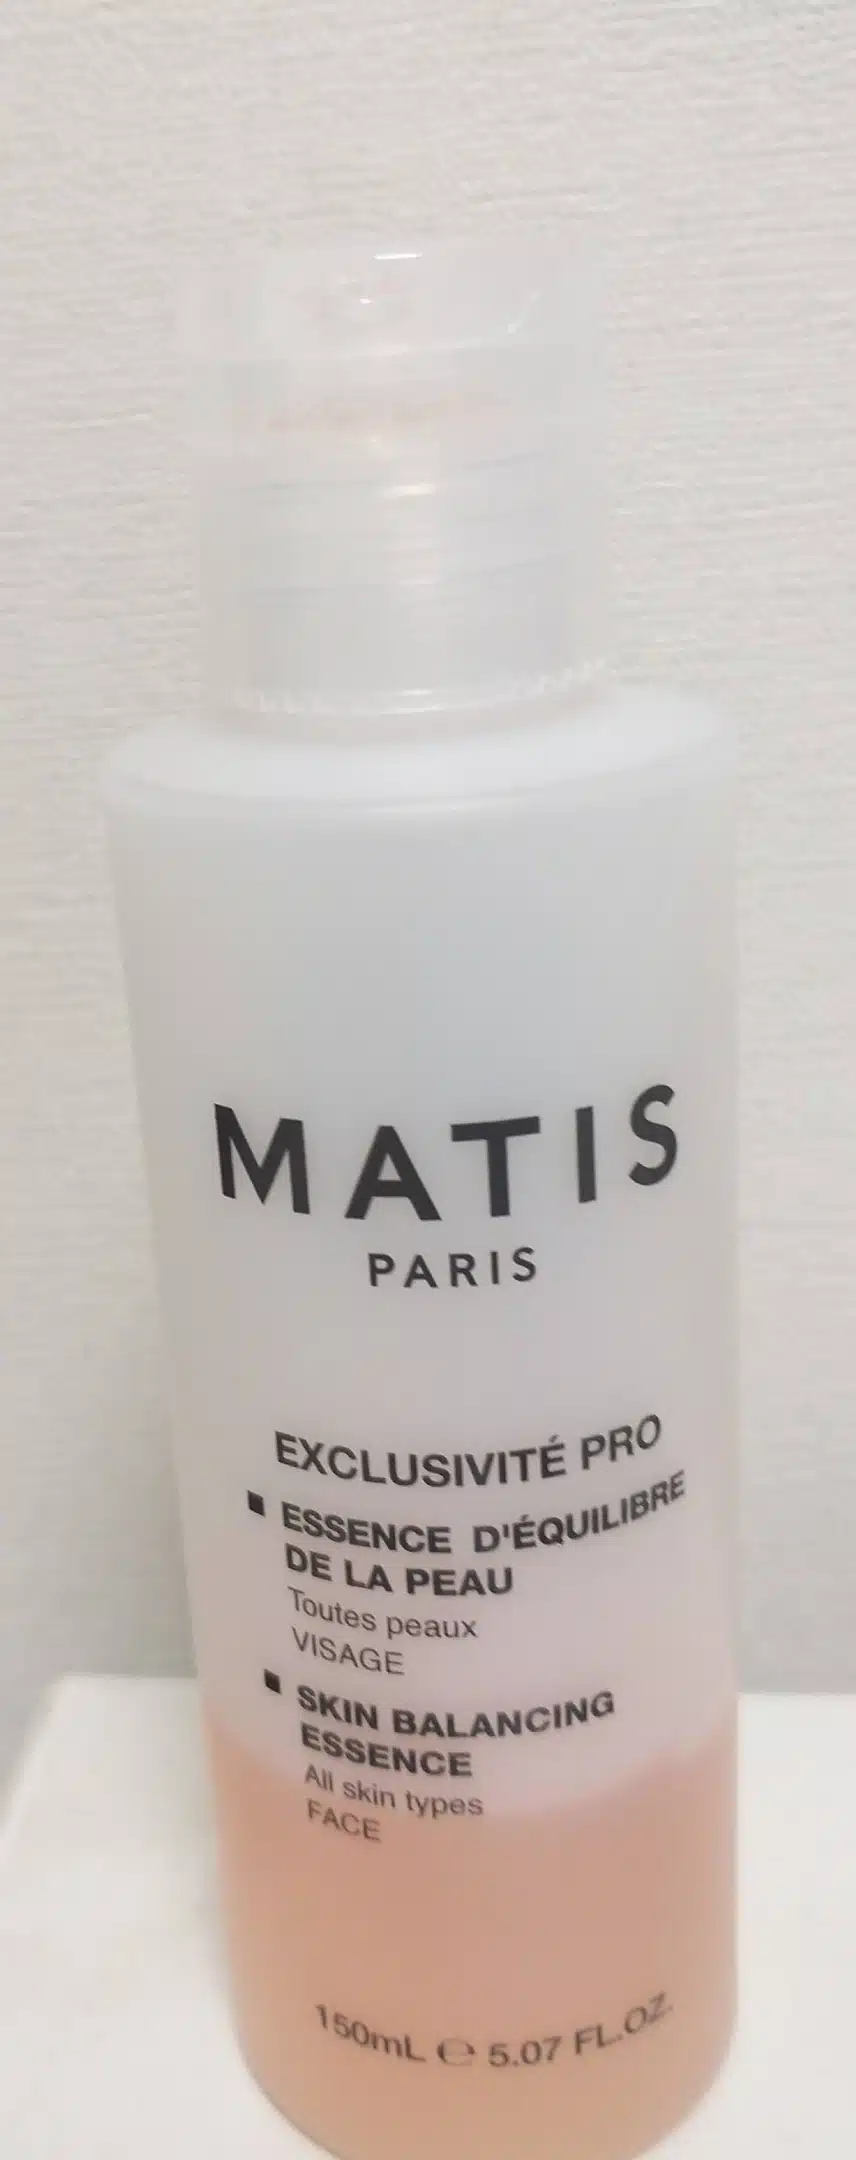 MATIS
PARIS
EXCLUSIVITÉ PRO
▪ ESSENCE D'ÉQUILIBRE
DE LA PEAU
Toutes peaux
VISAGE
▪ SKIN BALANCING
ESSENCE
All skin types
FACE
150mL ℮ 5.07 FL.OZ.